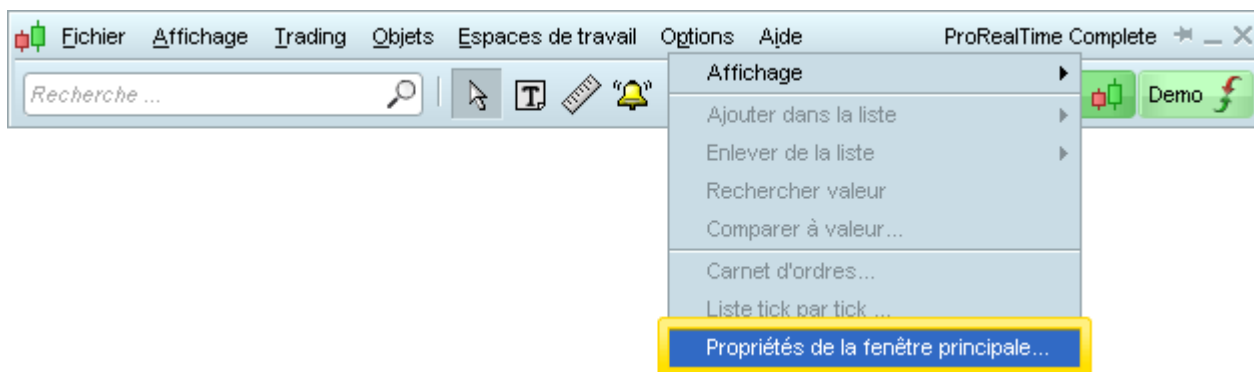 Fichier Affichage Trading Objets Espaces de travail Options Aide ProRealTime Complete
Recherche ...
T
Demo
Affichage
Ajouter dans la liste
Enlever de la liste
Rechercher valeur
Comparer à valeur...
Carnet d'ordres...
Liste tick par tick ...
Propriétés de la fenêtre principale...